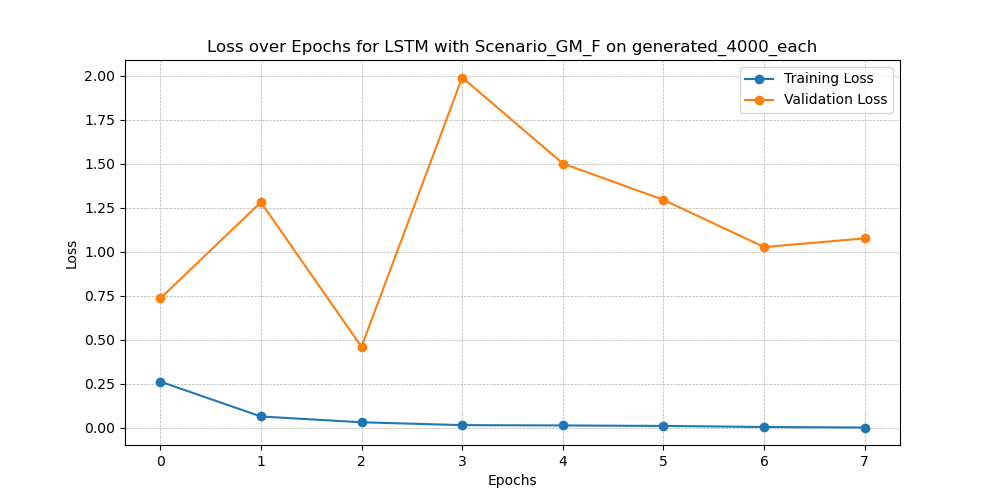 Loss over Epochs for LSTM with Scenario_GM_F on generated_4000_each
Training Loss
Validation Loss
2.00
1.75
1.50
1.25
1.00
0.75
0.50
0.25
0.00
Loss
0 1 2 3 4 5 6 7
Epochs